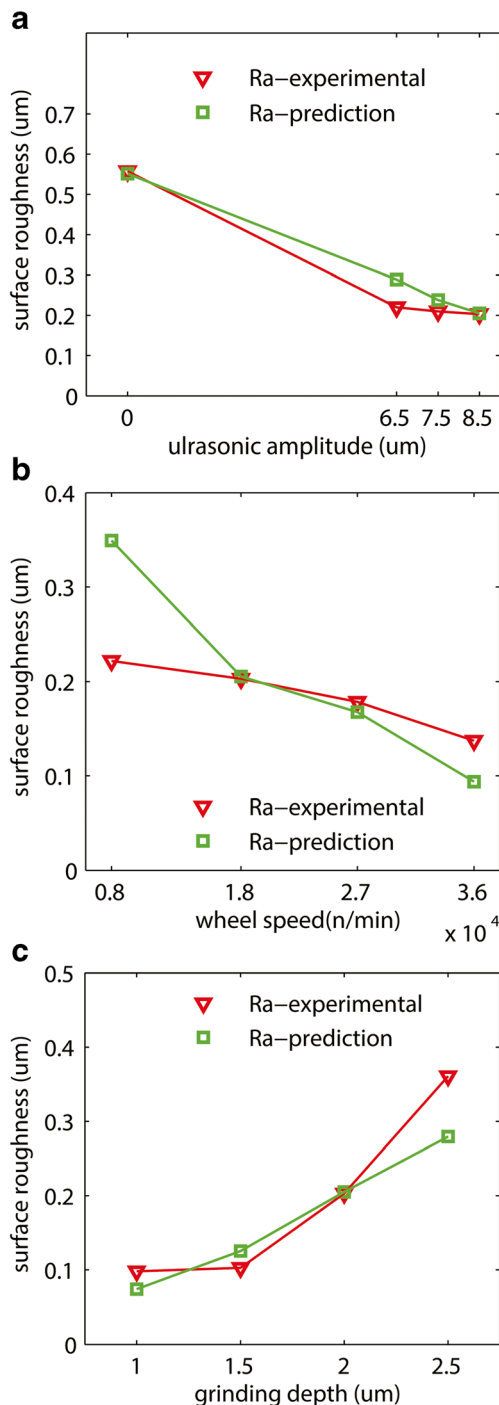 a
surface roughness (um)
0.7
0.6
0.5
0.4
0.3
0.2
0.1
0
Ra−experimental
Ra−prediction
0 6.5 7.5 8.5
ulrasonic amplitude (um)
b
surface roughness (um)
0.4
0.3
0.2
0.1
0
Ra−experimental
Ra−prediction
0.8 1.8 2.7 3.6
wheel speed(n/min)
x 10 4
c
surface roughness (um)
0.5
0.4
0.3
0.2
0.1
0
Ra−experimental
Ra−prediction
1 1.5 2 2.5
grinding depth (um)